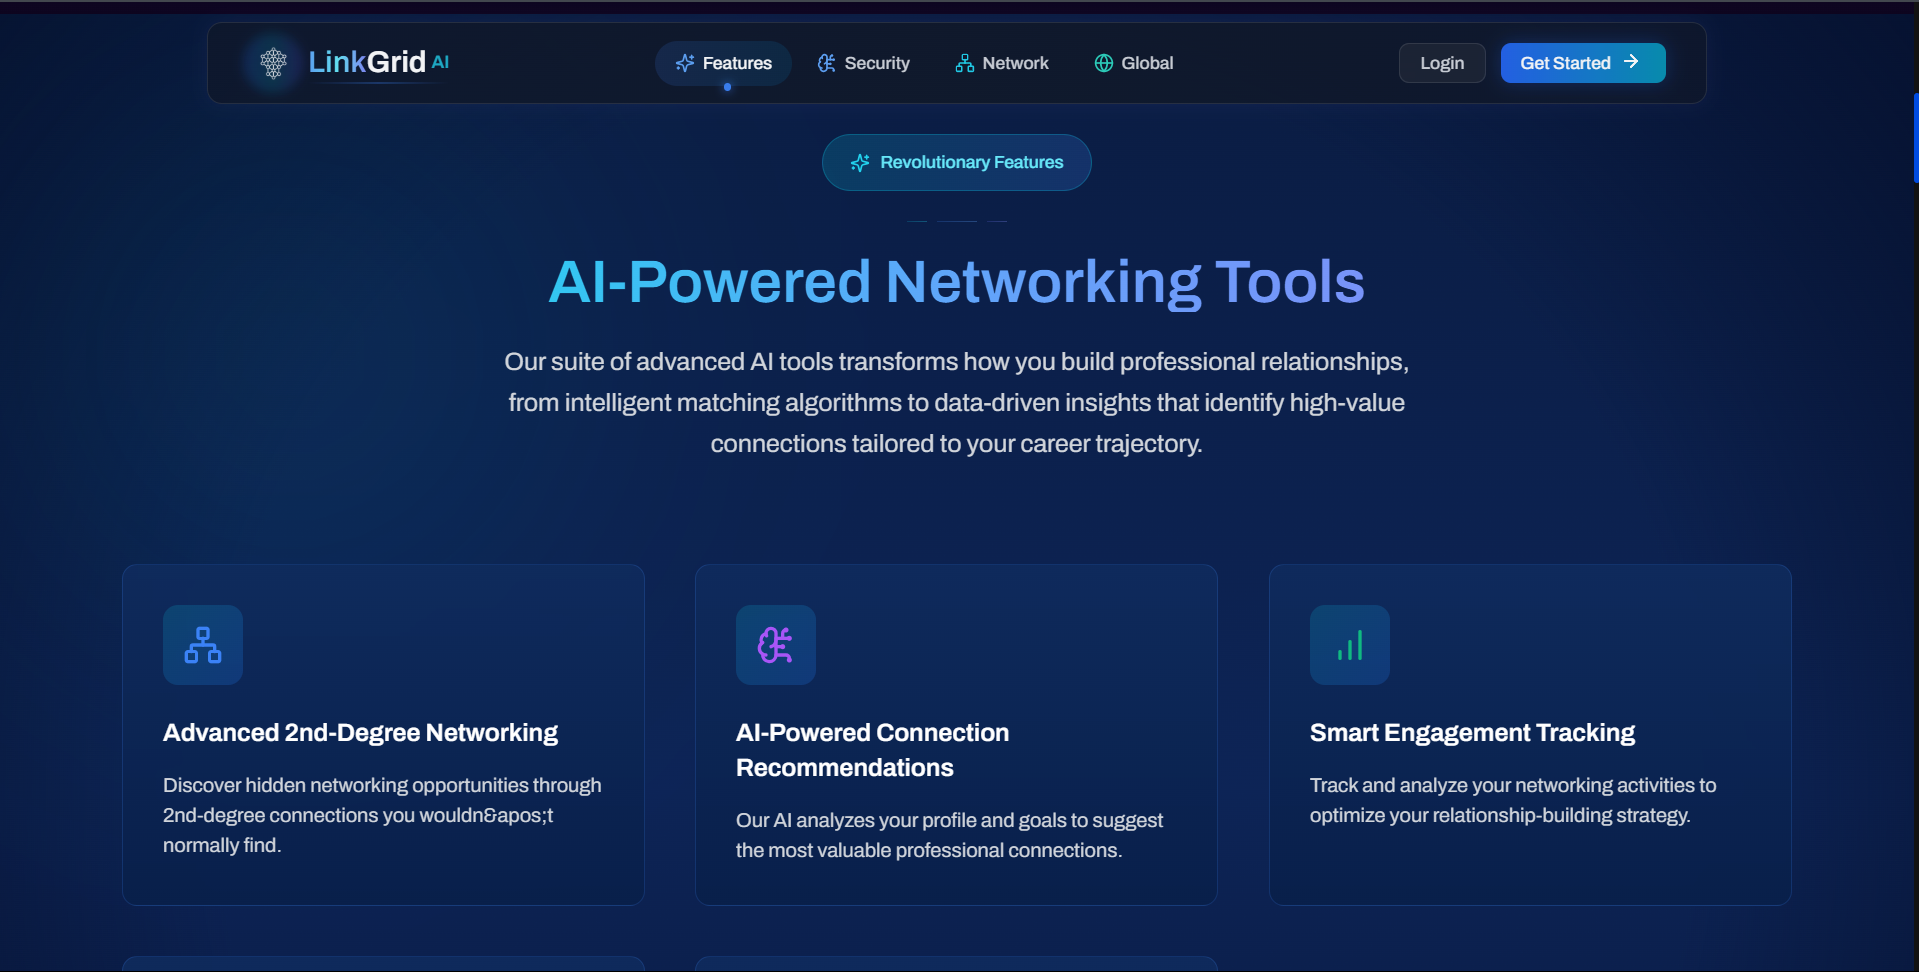 LinkGrid AI
Features
Security
Network
Global
Login
Get Started
Revolutionary Features
AI-Powered Networking Tools
Our suite of advanced AI tools transforms how you build professional relationships,
from intelligent matching algorithms to data-driven insights that identify high-value
connections tailored to your career trajectory.
Advanced 2nd-Degree Networking
Discover hidden networking opportunities through
2nd-degree connections you wouldn&apos;t
normally find.
AI-Powered Connection
Recommendations
Our AI analyzes your profile and goals to suggest
the most valuable professional connections.
Smart Engagement Tracking
Track and analyze your networking activities to
optimize your relationship-building strategy.